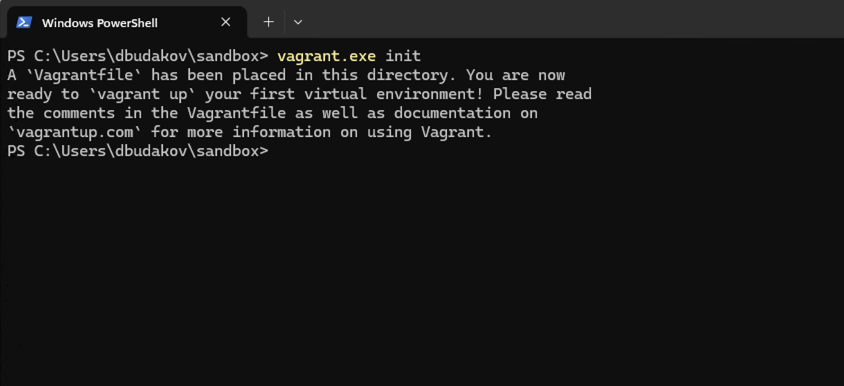 Windows PowerShell
PS C:\Users\dbudakov\sandbox> vagrant.exe init
A `Vagrantfile` has been placed in this directory. You are now
ready to `vagrant up` your first virtual environment! Please read
the comments in the Vagrantfile as well as documentation on
`vagrantup.com` for more information on using Vagrant.
PS C:\Users\dbudakov\sandbox>